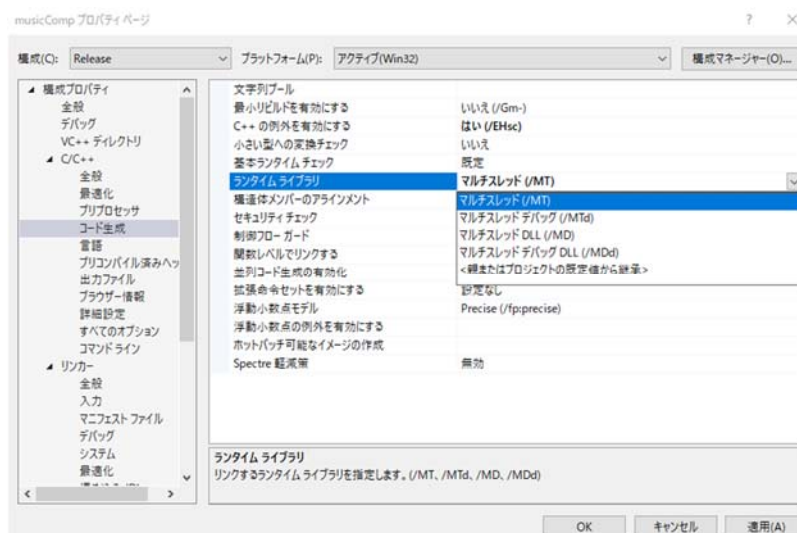 musicComp プロパティ ページ
? ×
構成(C): Release プラットフォーム(P): アクティブ(Win32) 構成マネージャー(O)...
構成プロパティ
全般
デバッグ
VC++ ディレクトリ
C/C++
全般
最適化
プリプロセッサ
コード生成
言語
プリコンパイル済みヘッ
出力ファイル
ブラウザー情報
詳細設定
すべてのオプション
コマンド ライン
リンカー
全般
入力
マニフェスト ファイル
デバッグ
システム
最適化
文字列プール
最小リビルドを有効にする いいえ (/Gm-)
C++ の例外を有効にする はい (/EHsc)
小さい型への変換チェック いいえ
基本ランタイム チェック 既定
ランタイム ライブラリ マルチスレッド (/MT)
構造体メンバーのアラインメント マルチスレッド (/MT)
セキュリティ チェック マルチスレッド デバッグ (/MTd)
制御フロー ガード マルチスレッド DLL (/MD)
関数レベルでリンクする マルチスレッド デバッグ DLL (/MDd)
並列コード生成の有効化 <親またはプロジェクトの既定値から継承>
拡張命令セットを有効にする 設定なし
浮動小数点モデル Precise (/fp:precise)
浮動小数点の例外を有効にする
ホットパッチ可能なイメージの作成
Spectre 軽減策 無効
ランタイム ライブラリ
リンクするランタイム ライブラリを指定します。(/MT、/MTd、/MD、/MDd)
OK キャンセル 適用(A)